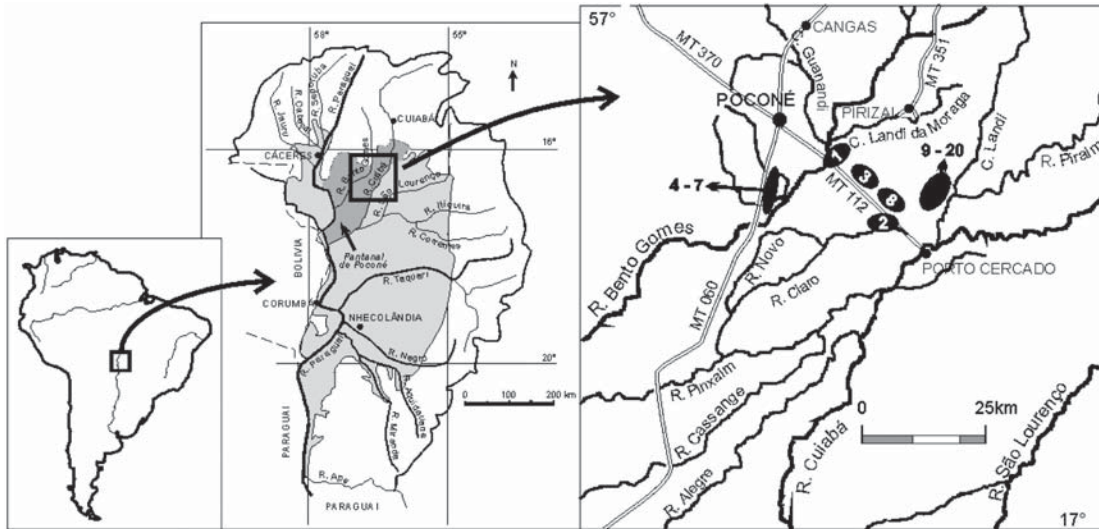 58°
55°
N
R. Jauru
R. Sepotuba
R. Paraguai
CUIABÁ
16°
CÁCERES
R. Bento Gomes
R. Cuiabá
R. São Lourenço
R. Itiquira
R. Correntes
Pantanal
de Poconé
BOLIVIA
R. Taquari
CORUMBÁ
NHECOLÂNDIA
R. Paraguai
R. Negro
20°
R. Miranda
0 100 200 km
PARAGUAI
R. Apa
PARAGUAI
57°
CANGAS
MT 370
R. Guanandi
MT 351
POCONÉ
PIRIZAL
C. Landi da Moraga
C. Landi
9 - 20
1
R. Piraim
3
4 - 7
8
MT 112
2
R. Bento Gomes
R. Novo
PORTO CERCADO
R. Claro
MT 060
R. Pinxaim
0 25km
R. Cassange
R. Cuiabá
R. São Lourenço
R. Alegre
17°